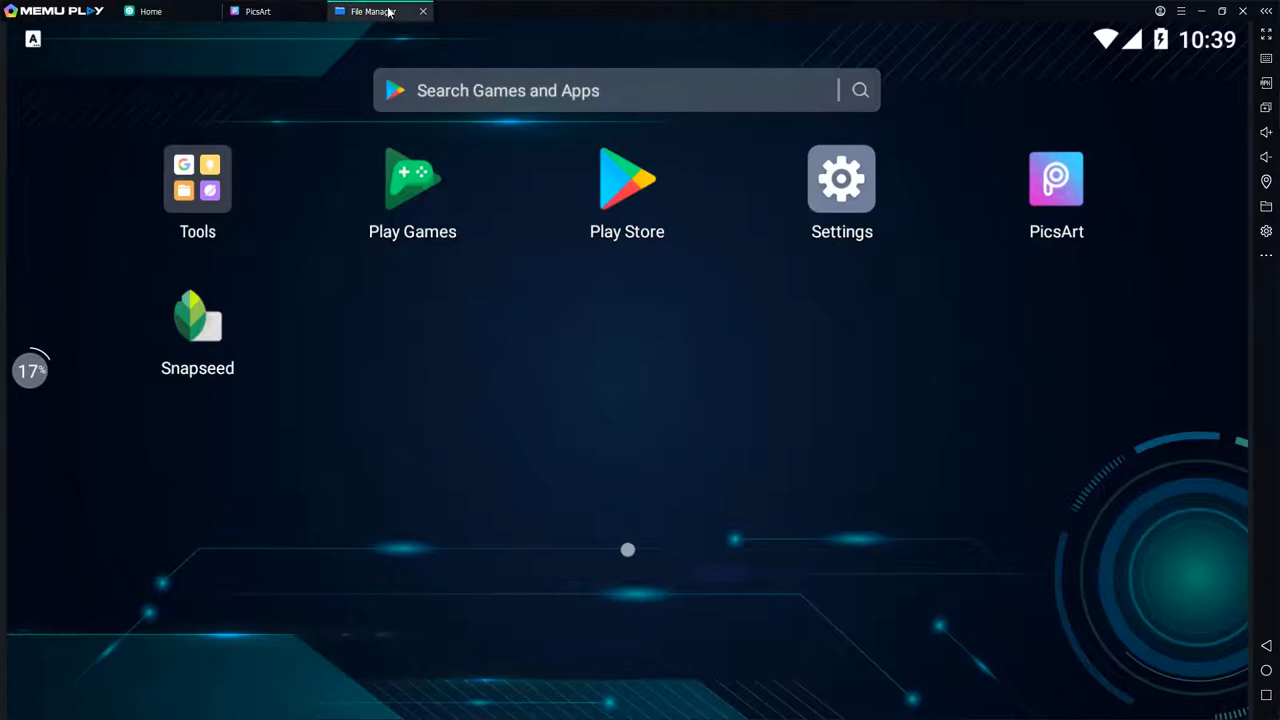 MEMU PLAY
Home
PicsArt
File Manager
10:39
Search Games and Apps
Tools
Play Games
Play Store
Settings
PicsArt
Snapseed
17%